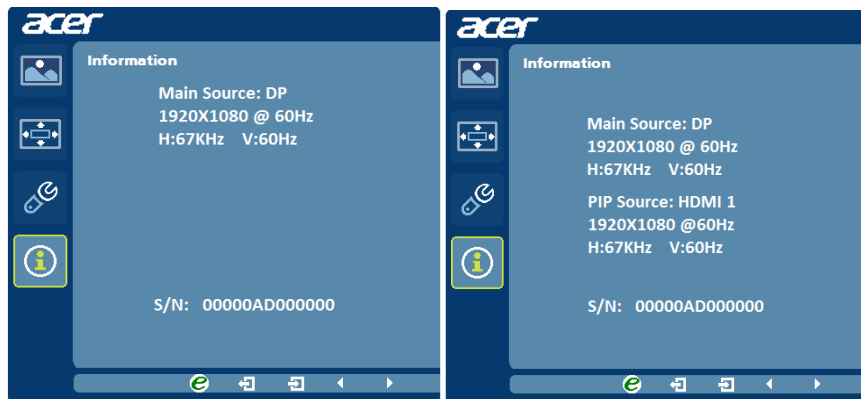 acer
Information
Main Source: DP
1920X1080 @ 60Hz
H:67KHz V:60Hz
S/N: 00000AD000000
acer
Information
Main Source: DP
1920X1080 @ 60Hz
H:67KHz V:60Hz
PIP Source: HDMI 1
1920X1080 @60Hz
H:67KHz V:60Hz
S/N: 00000AD000000